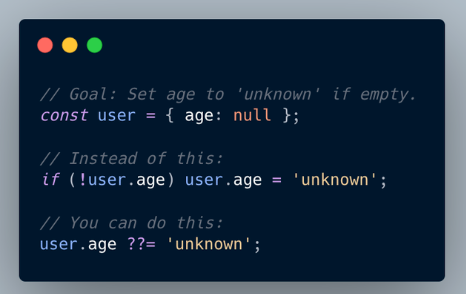 // Goal: Set age to 'unknown' if empty.
const user = { age: null };
// Instead of this:
if (!user.age) user.age = 'unknown';
// You can do this:
user.age ??= 'unknown';